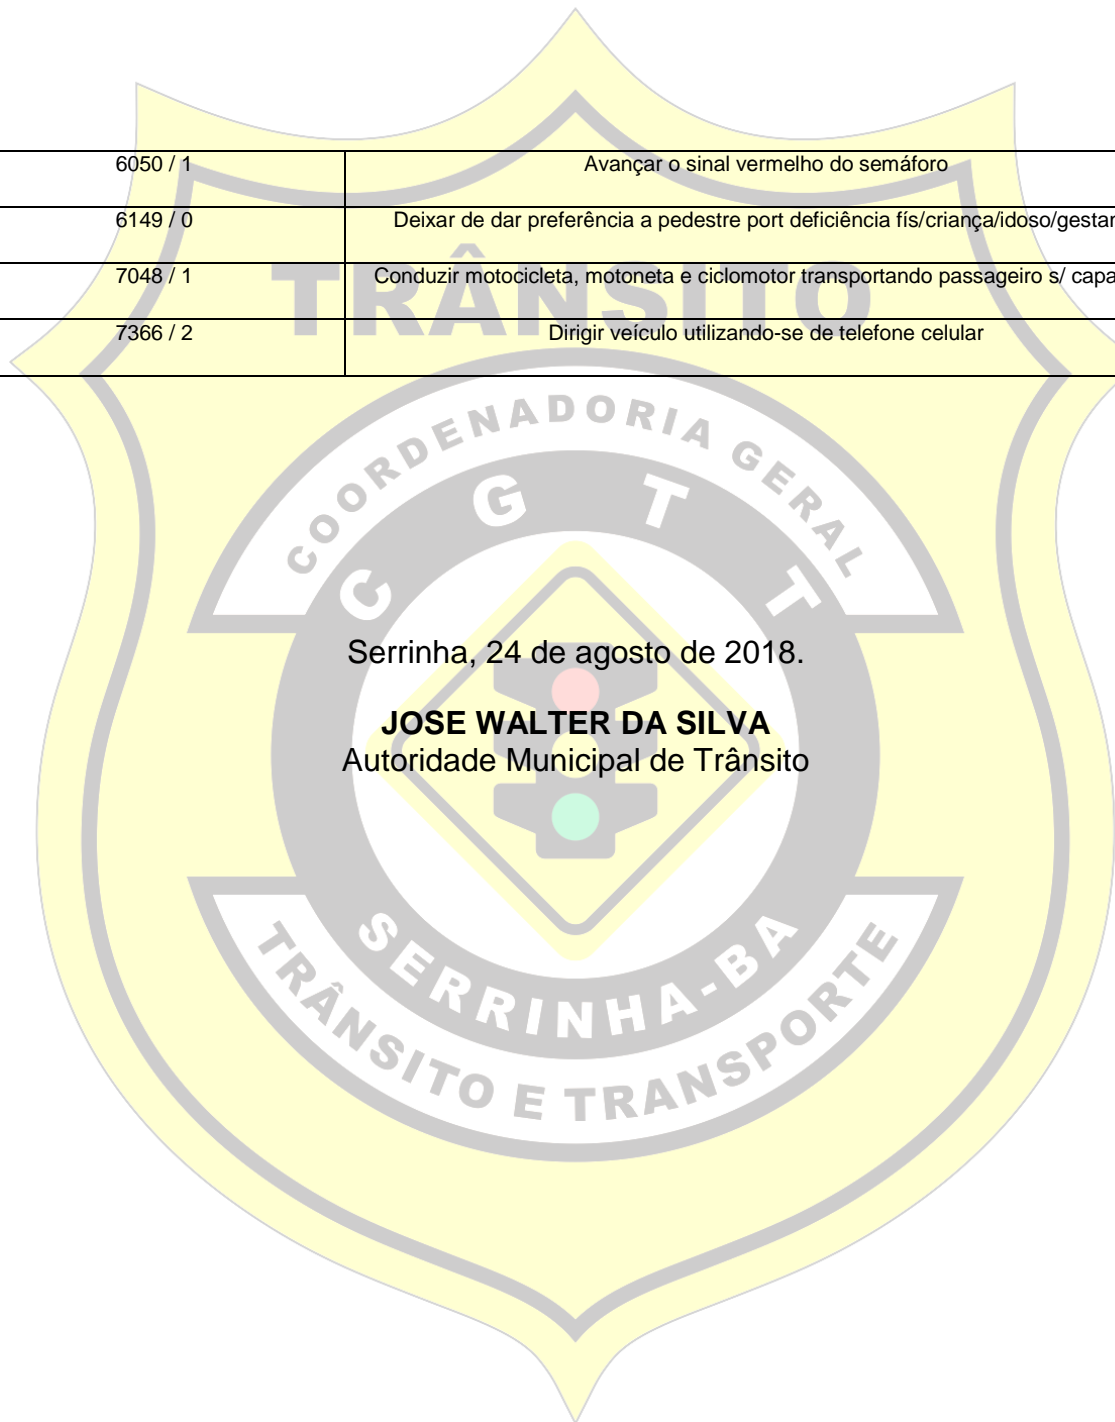 6050 / 1 Avançar o sinal vermelho do semáforo
6149 / 0 Deixar de dar preferência a pedestre port deficiência fís/criança/idoso/gestan
7048 / 1 Conduzir motocicleta, motoneta e ciclomotor transportando passageiro s/ capa
TRÂNSITO
7366 / 2 Dirigir veículo utilizando-se de telefone celular
COORDENADORIA GERAL
C G T T
Serrinha, 24 de agosto de 2018.
JOSE WALTER DA SILVA
Autoridade Municipal de Trânsito
SERRINHA-BA
TRÂNSITO E TRANSPORTE